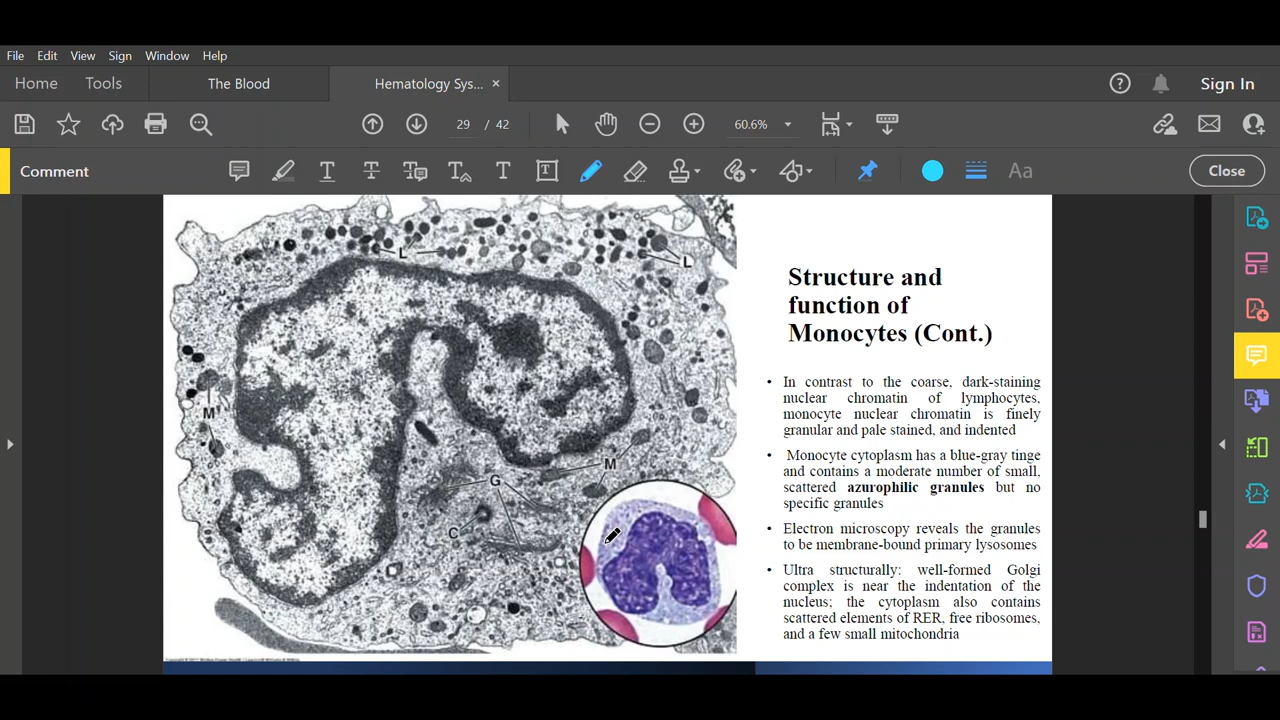 File Edit View Sign Window Help
Home Tools The Blood Hematology Sys... × Sign In
29 / 42 60.6%
Comment Aa Close
L
L
M
M
G
C
Structure and
function of
Monocytes (Cont.)
• In contrast to the coarse, dark-staining
nuclear chromatin of lymphocytes,
monocyte nuclear chromatin is finely
granular and pale stained, and indented
• Monocyte cytoplasm has a blue-gray tinge
and contains a moderate number of small,
scattered azurophilic granules but no
specific granules
• Electron microscopy reveals the granules
to be membrane-bound primary lysosomes
• Ultra structurally: well-formed Golgi
complex is near the indentation of the
nucleus; the cytoplasm also contains
scattered elements of RER, free ribosomes,
and a few small mitochondria